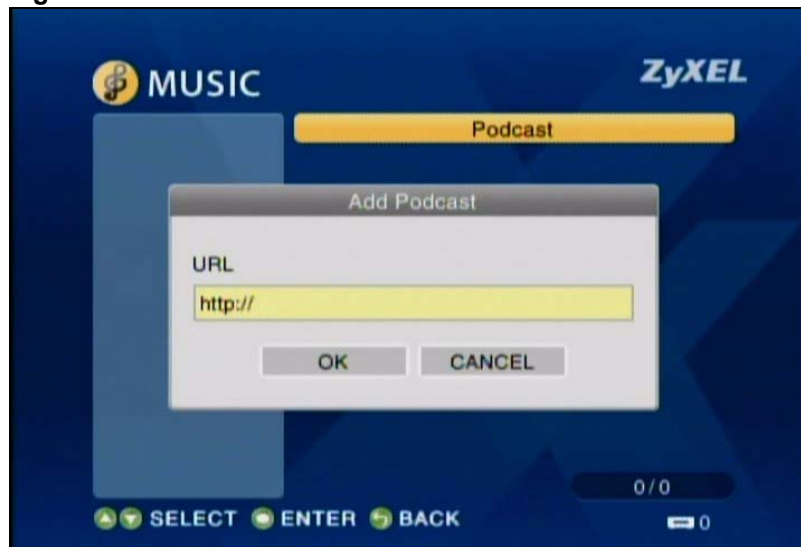 MUSIC
ZyXEL
Podcast
Add Podcast
URL
http://
OK CANCEL
0/0
SELECT ENTER BACK
0